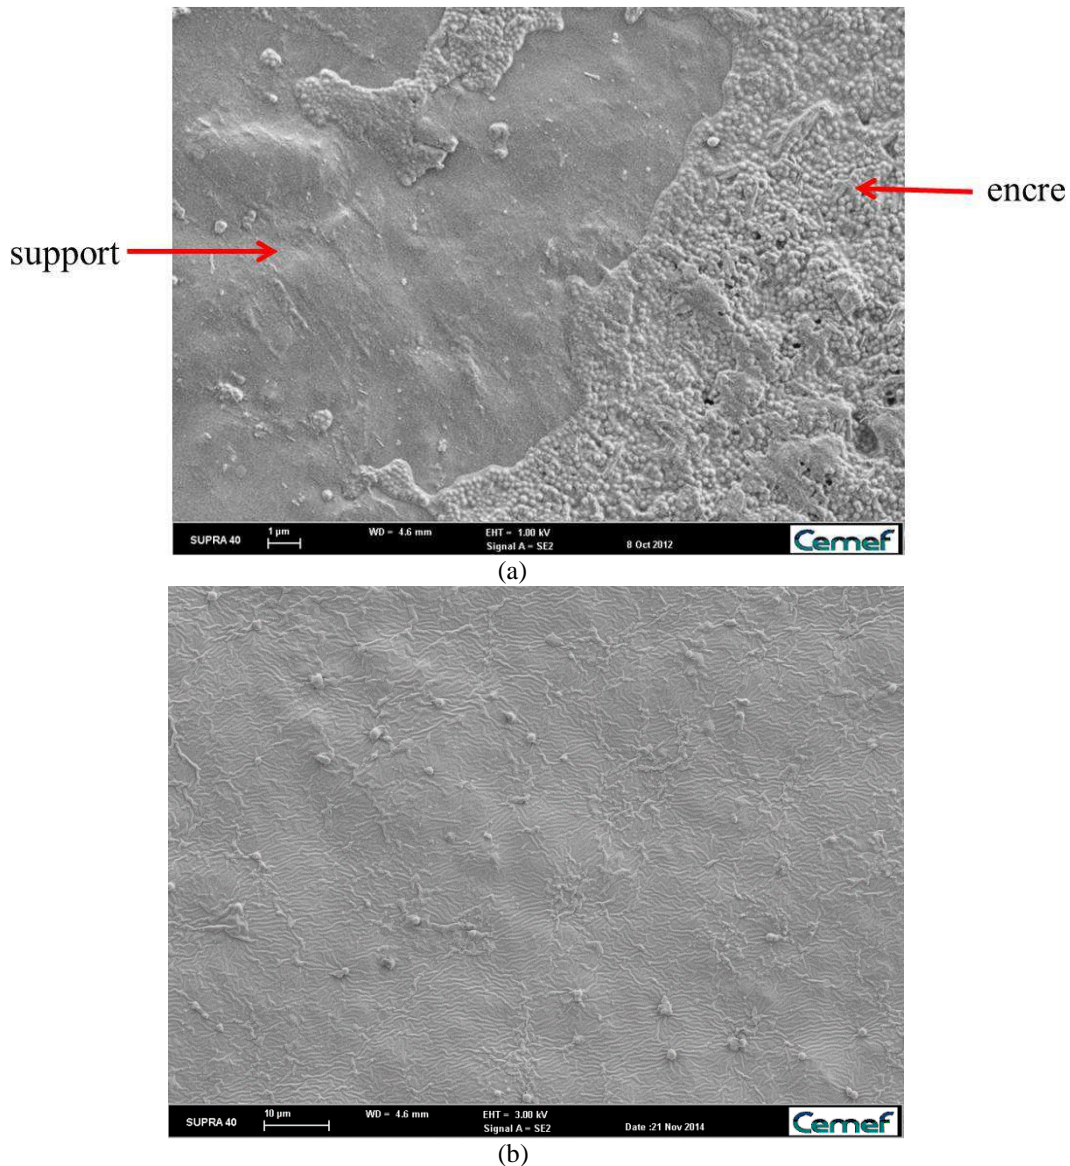 encre
support
SUPRA 40 1 µm WD = 4.6 mm EHT = 1.00 kV Signal A = SE2 8 Oct 2012 Cemef
(a)
SUPRA 40 10 µm WD = 4.6 mm EHT = 3.00 kV Signal A = SE2 Date :21 Nov 2014 Cemef
(b)